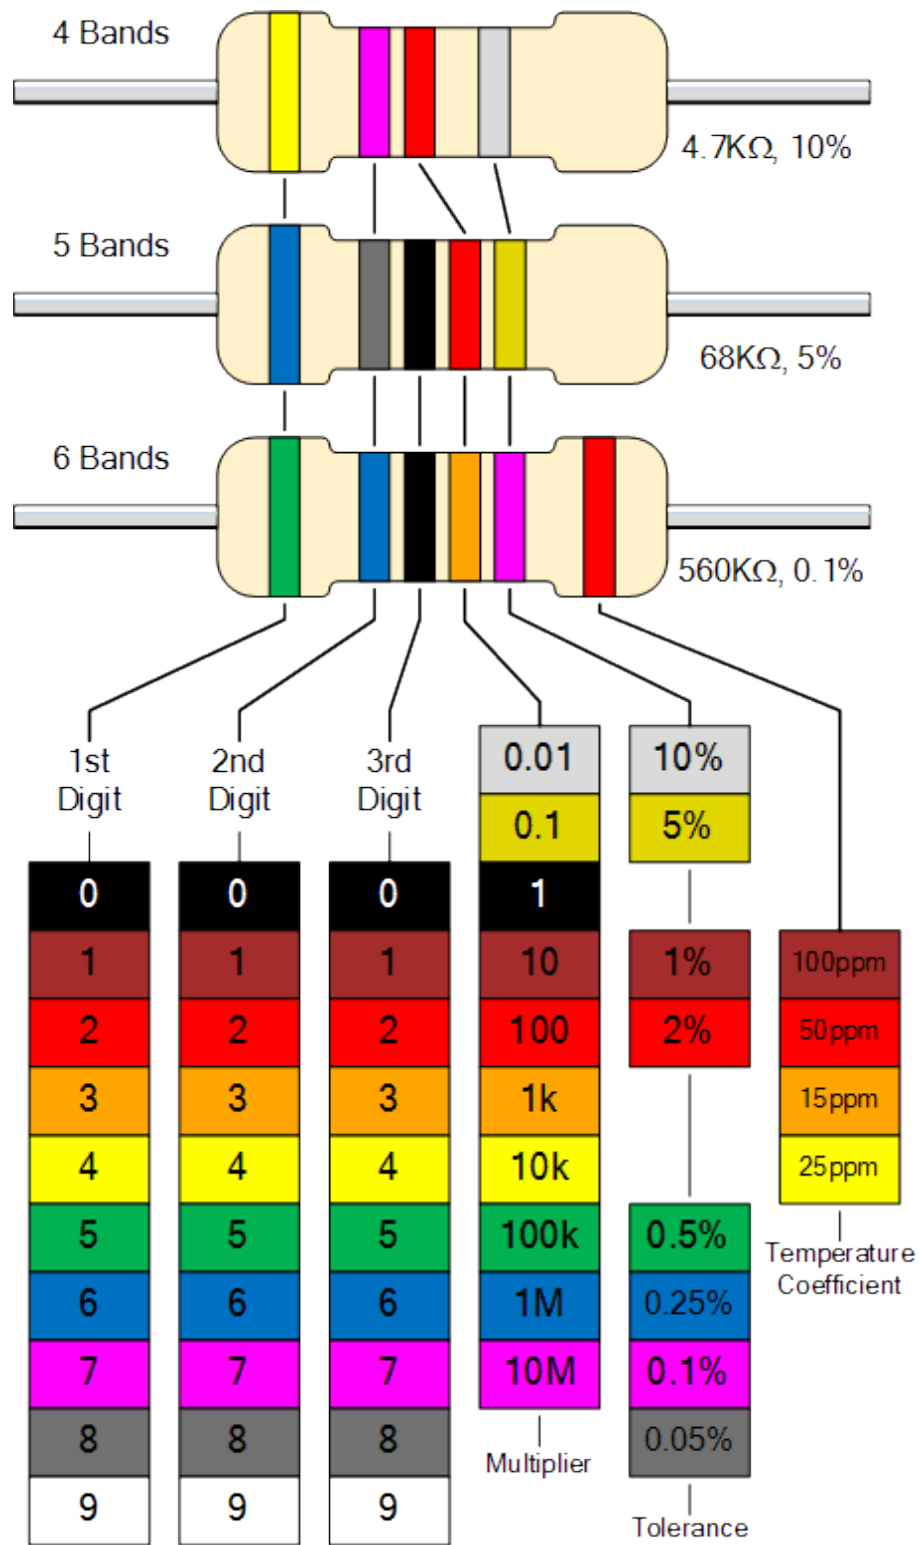 4 Bands
4.7KΩ, 10%
5 Bands
68KΩ, 5%
6 Bands
560KΩ, 0.1%
1st
Digit
2nd
Digit
3rd
Digit
0.01
10%
0.1
5%
0
0
0
1
1
1
1
10
1%
100ppm
2
2
2
100
2%
50ppm
3
3
3
1k
15ppm
4
4
4
10k
25ppm
5
5
5
100k
0.5%
Temperature
Coefficient
6
6
6
1M
0.25%
7
7
7
10M
0.1%
8
8
8
Multiplier
0.05%
9
9
9
Tolerance